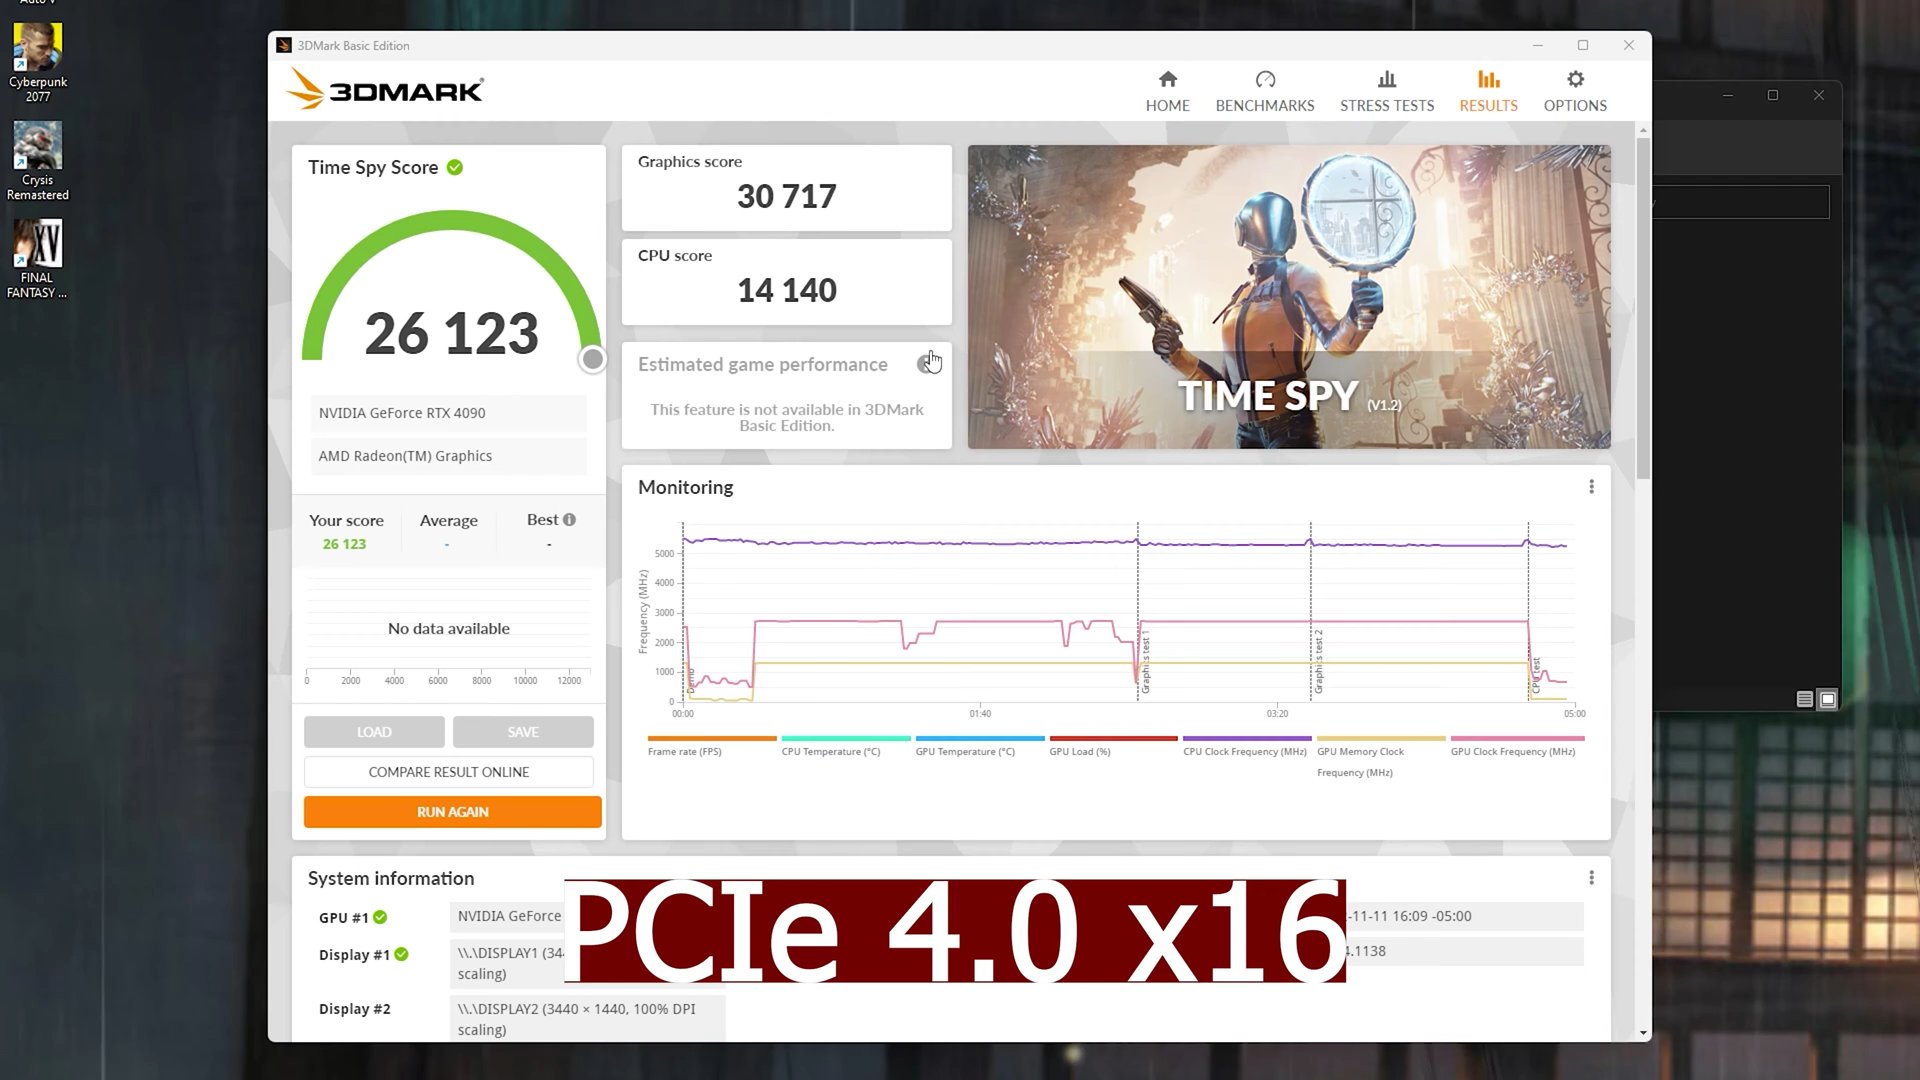 Auto V
Cyberpunk
2077
Crysis
Remastered
FINAL
FANTASY ...
3DMark Basic Edition
3DMARK
HOME
BENCHMARKS
STRESS TESTS
RESULTS
OPTIONS
Time Spy Score
26 123
NVIDIA GeForce RTX 4090
AMD Radeon(TM) Graphics
Your score
26 123
Average
-
Best
-
No data available
0 2000 4000 6000 8000 10000 12000
LOAD
SAVE
COMPARE RESULT ONLINE
RUN AGAIN
Graphics score
30 717
CPU score
14 140
Estimated game performance
This feature is not available in 3DMark
Basic Edition.
TIME SPY (V1.2)
Monitoring
Frequency (MHz)
5000
4000
3000
2000
1000
0
Demo
Graphics test 1
Graphics test 2
CPU test
00:00 01:40 03:20 05:00
Frame rate (FPS)
CPU Temperature (°C)
GPU Temperature (°C)
GPU Load (%)
CPU Clock Frequency (MHz)
GPU Memory Clock
Frequency (MHz)
GPU Clock Frequency (MHz)
System information
GPU #1
NVIDIA GeForce
-11-11 16:09 -05:00
Display #1
\\.\DISPLAY1 (344
scaling)
.1138
Display #2
\\.\DISPLAY2 (3440 × 1440, 100% DPI
scaling)
PCIe 4.0 x16